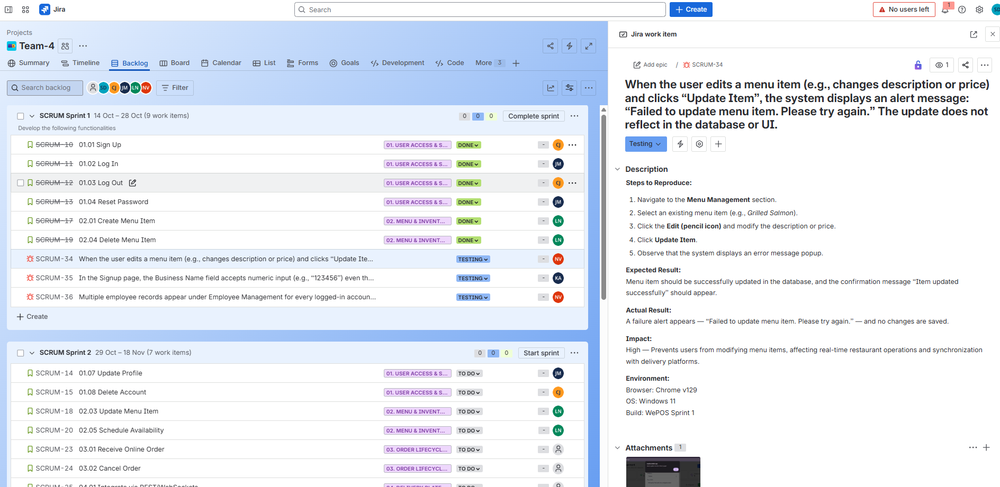 Jira
Search
Create
No users left
1
SD
Projects
Team-4
Summary
Timeline
Backlog
Board
Calendar
List
Forms
Goals
Development
Code
More 3
Search backlog
SD CJ JM LN NV
Filter
SCRUM Sprint 1 14 Oct – 28 Oct (9 work items)
0 0 0 Complete sprint
Develop the following functionalities
SCRUM-10 01.01 Sign Up 01. USER ACCESS & S... DONE - CJ
SCRUM-11 01.02 Log In 01. USER ACCESS & S... DONE - JM
SCRUM-12 01.03 Log Out 01. USER ACCESS & S... DONE - CJ
SCRUM-13 01.04 Reset Password 01. USER ACCESS & S... DONE - JM
SCRUM-17 02.01 Create Menu Item 02. MENU & INVENT... DONE - LN
SCRUM-19 02.04 Delete Menu Item 02. MENU & INVENT... DONE - LN
SCRUM-34 When the user edits a menu item (e.g., changes description or price) and clicks “Update Ite... TESTING - NV
SCRUM-35 In the Signup page, the Business Name field accepts numeric input (e.g., “123456”) even th... TESTING - KA
SCRUM-36 Multiple employee records appear under Employee Management for every logged-in accoun... TESTING - NV
Create
SCRUM Sprint 2 29 Oct – 18 Nov (7 work items)
0 0 0 Start sprint
SCRUM-14 01.07 Update Profile 01. USER ACCESS & S... TO DO - JM
SCRUM-15 01.08 Delete Account 01. USER ACCESS & S... TO DO - CJ
SCRUM-18 02.03 Update Menu Item 02. MENU & INVENT... TO DO - LN
SCRUM-20 02.05 Schedule Availability 02. MENU & INVENT... TO DO - LN
SCRUM-23 03.01 Receive Online Order 03. ORDER LIFECYCL... TO DO -
SCRUM-24 03.02 Cancel Order 03. ORDER LIFECYCL... TO DO -
SCRUM-25 04.01 Integrate via REST/WebSockets 04. DELIVERY PLATF... TO DO
Jira work item
Add epic / SCRUM-34
1
When the user edits a menu item (e.g., changes description or price)
and clicks “Update Item”, the system displays an alert message:
“Failed to update menu item. Please try again.” The update does not
reflect in the database or UI.
Testing
Description
Steps to Reproduce:
1. Navigate to the Menu Management section.
2. Select an existing menu item (e.g., Grilled Salmon).
3. Click the Edit (pencil icon) and modify the description or price.
4. Click Update Item.
5. Observe that the system displays an error message popup.
Expected Result:
Menu item should be successfully updated in the database, and the confirmation message “Item updated
successfully” should appear.
Actual Result:
A failure alert appears — “Failed to update menu item. Please try again.” — and no changes are saved.
Impact:
High — Prevents users from modifying menu items, affecting real-time restaurant operations and synchronization
with delivery platforms.
Environment:
Browser: Chrome v129
OS: Windows 11
Build: WePOS Sprint 1
Attachments 1